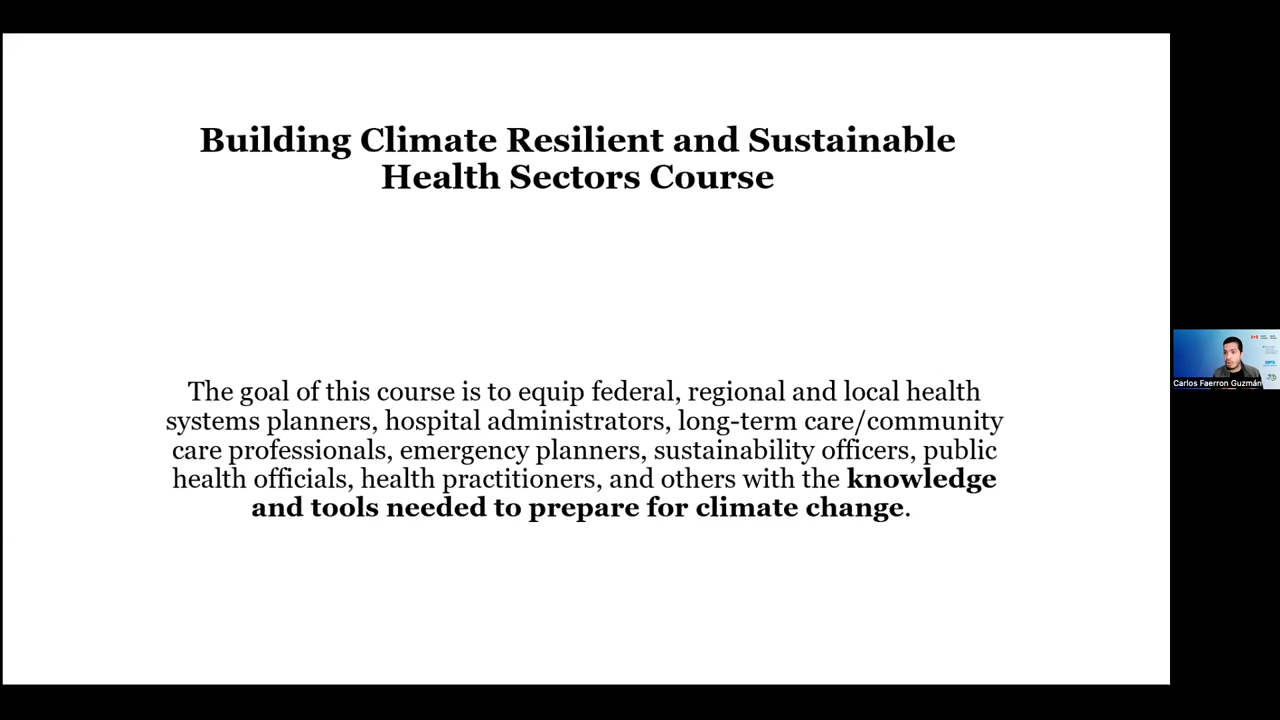 Building Climate Resilient and Sustainable
Health Sectors Course
The goal of this course is to equip federal, regional and local health
systems planners, hospital administrators, long-term care/community
care professionals, emergency planners, sustainability officers, public
health officials, health practitioners, and others with the knowledge
and tools needed to prepare for climate change.
Carlos Faerron Guzmán